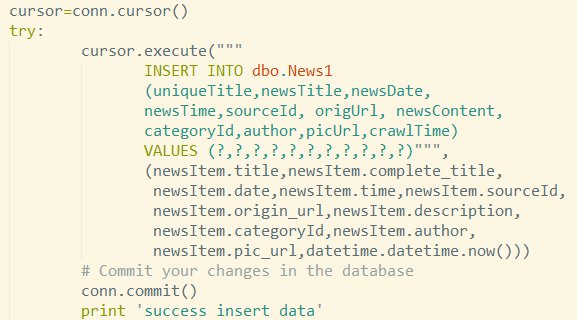 cursor=conn.cursor()
try:
        cursor.execute("""
               INSERT INTO dbo.News1
               (uniqueTitle,newsTitle,newsDate,
               newsTime,sourceId, origUrl, newsContent,
               categoryId,author,picUrl,crawlTime)
               VALUES (?,?,?,?,?,?,?,?,?,?,?)""",
               (newsItem.title,newsItem.complete_title,
                newsItem.date,newsItem.time,newsItem.sourceId,
                newsItem.origin_url,newsItem.description,
                newsItem.categoryId,newsItem.author,
                newsItem.pic_url,datetime.datetime.now()))
        # Commit your changes in the database
        conn.commit()
        print 'success insert data'